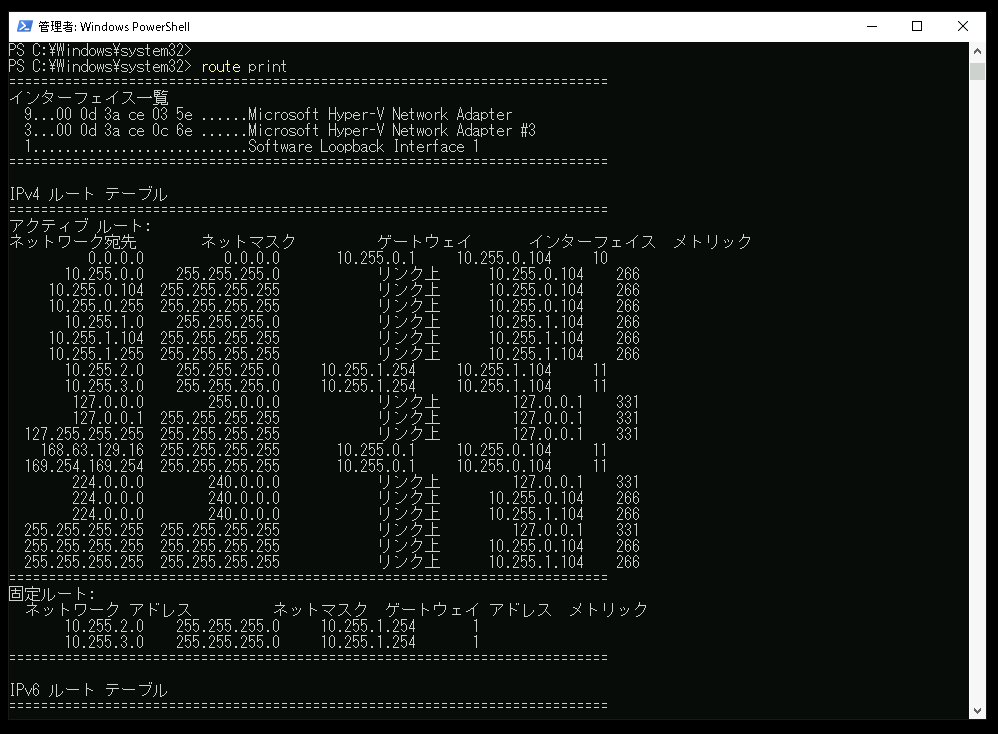 管理者: Windows PowerShell
PS C:¥Windows¥system32>
PS C:¥Windows¥system32> route print
===========================================================================
インターフェイス一覧
  9...00 0d 3a ce 03 5e ......Microsoft Hyper-V Network Adapter
  3...00 0d 3a ce 0c 6e ......Microsoft Hyper-V Network Adapter #3
  1...........................Software Loopback Interface 1
===========================================================================
IPv4 ルート テーブル
===========================================================================
アクティブ ルート:
ネットワーク宛先        ネットマスク          ゲートウェイ       インターフェイス  メトリック
          0.0.0.0          0.0.0.0       10.255.0.1     10.255.0.104     10
       10.255.0.0    255.255.255.0            リンク上      10.255.0.104    266
     10.255.0.104  255.255.255.255            リンク上      10.255.0.104    266
     10.255.0.255  255.255.255.255            リンク上      10.255.0.104    266
       10.255.1.0    255.255.255.0            リンク上      10.255.1.104    266
     10.255.1.104  255.255.255.255            リンク上      10.255.1.104    266
     10.255.1.255  255.255.255.255            リンク上      10.255.1.104    266
       10.255.2.0    255.255.255.0     10.255.1.254     10.255.1.104     11
       10.255.3.0    255.255.255.0     10.255.1.254     10.255.1.104     11
        127.0.0.0        255.0.0.0            リンク上         127.0.0.1    331
        127.0.0.1  255.255.255.255            リンク上         127.0.0.1    331
  127.255.255.255  255.255.255.255            リンク上         127.0.0.1    331
    168.63.129.16  255.255.255.255       10.255.0.1     10.255.0.104     11
  169.254.169.254  255.255.255.255       10.255.0.1     10.255.0.104     11
        224.0.0.0        240.0.0.0            リンク上         127.0.0.1    331
        224.0.0.0        240.0.0.0            リンク上      10.255.0.104    266
        224.0.0.0        240.0.0.0            リンク上      10.255.1.104    266
  255.255.255.255  255.255.255.255            リンク上         127.0.0.1    331
  255.255.255.255  255.255.255.255            リンク上      10.255.0.104    266
  255.255.255.255  255.255.255.255            リンク上      10.255.1.104    266
===========================================================================
固定ルート:
  ネットワーク アドレス          ネットマスク  ゲートウェイ アドレス  メトリック
       10.255.2.0    255.255.255.0     10.255.1.254       1
       10.255.3.0    255.255.255.0     10.255.1.254       1
===========================================================================
IPv6 ルート テーブル
===========================================================================